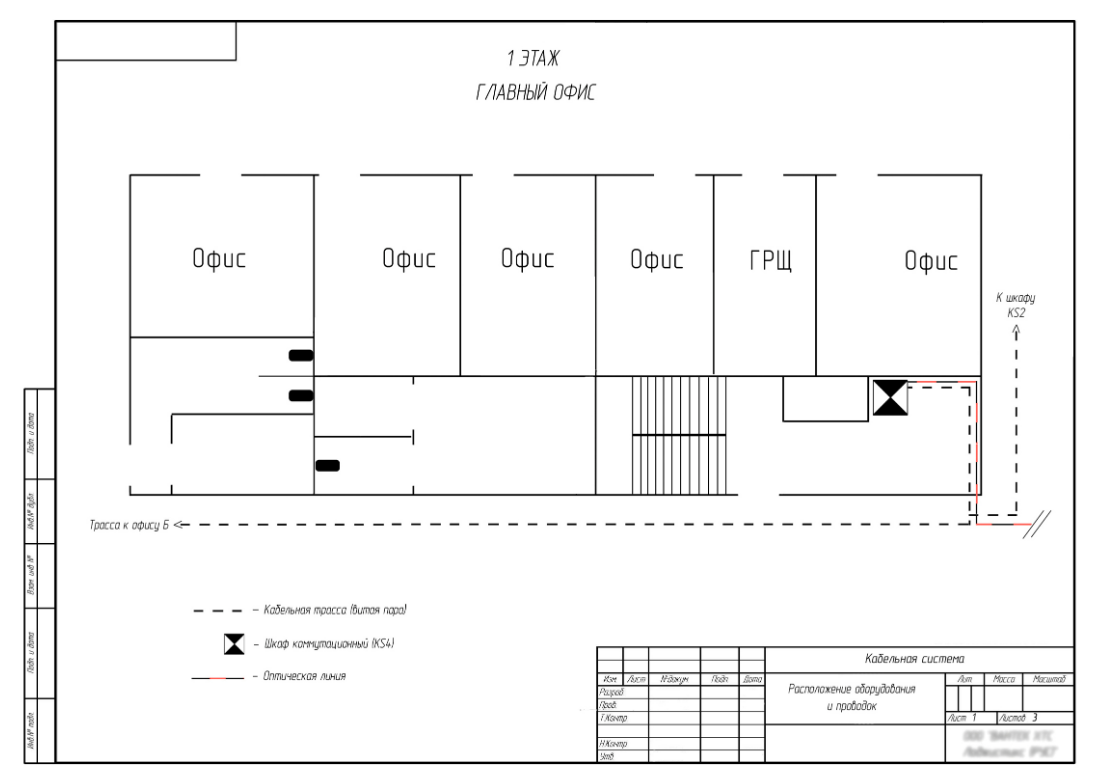 1 ЭТАЖ
ГЛАВНЫЙ ОФИС
Офис
Офис
Офис
Офис
ГРЩ
Офис
К шкафу
KS2
Трасса к офису Б
– Кабельная трасса (витая пара)
– Шкаф коммутационный (KS4)
– Оптическая линия
Подп. и дата
Инв.№ дубл.
Взам. инв. №
Подп. и дата
Инв.№ подл.
Изм. Лист № докум. Подп. Дата
Разраб.
Пров.
Т.Контр.
Н.Контр.
Утв.
Кабельная система
Расположение оборудования
и проводок
Лит. Масса Масштаб
Лист 1 Листов 3